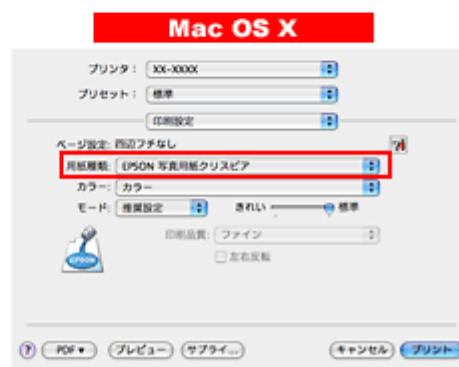 Mac OS X
プリンタ： XX-XXXX
プリセット： 標準
印刷設定
ページ設定: 四辺フチなし
用紙種類: EPSON 写真用紙クリスピア
カラー: カラー
モード: 推奨設定 きれい 標準
印刷品質: ファイン
左右反転
EPSON
? PDF▼ プレビュー サプライ... キャンセル プリント